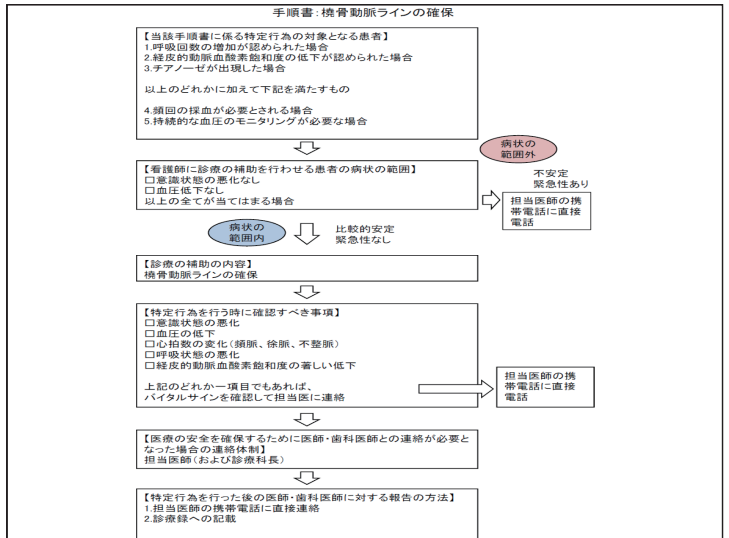 手順書:橈骨動脈ラインの確保
【当該手順書に係る特定行為の対象となる患者】
1.呼吸回数の増加が認められた場合
2.経皮的動脈血酸素飽和度の低下が認められた場合
3.チアノーゼが出現した場合
以上のどれかに加えて下記を満たすもの
4.頻回の採血が必要とされる場合
5.持続的な血圧のモニタリングが必要な場合
病状の
範囲外
【看護師に診療の補助を行わせる患者の病状の範囲】
□意識状態の悪化なし
□血圧低下なし
以上の全てが当てはまる場合
不安定
緊急性あり
担当医師の携
帯電話に直接
電話
病状の
範囲内
比較的安定
緊急性なし
【診療の補助の内容】
橈骨動脈ラインの確保
【特定行為を行う時に確認すべき事項】
□意識状態の悪化
□血圧の低下
□心拍数の変化(頻脈、徐脈、不整脈)
□呼吸状態の悪化
□経皮的動脈血酸素飽和度の著しい低下
上記のどれか一項目でもあれば、
バイタルサインを確認して担当医に連絡
担当医師の携
帯電話に直接
電話
【医療の安全を確保するために医師・歯科医師との連絡が必要と
なった場合の連絡体制】
担当医師(および診療科長)
【特定行為を行った後の医師・歯科医師に対する報告の方法】
1.担当医師の携帯電話に直接連絡
2.診療録への記載